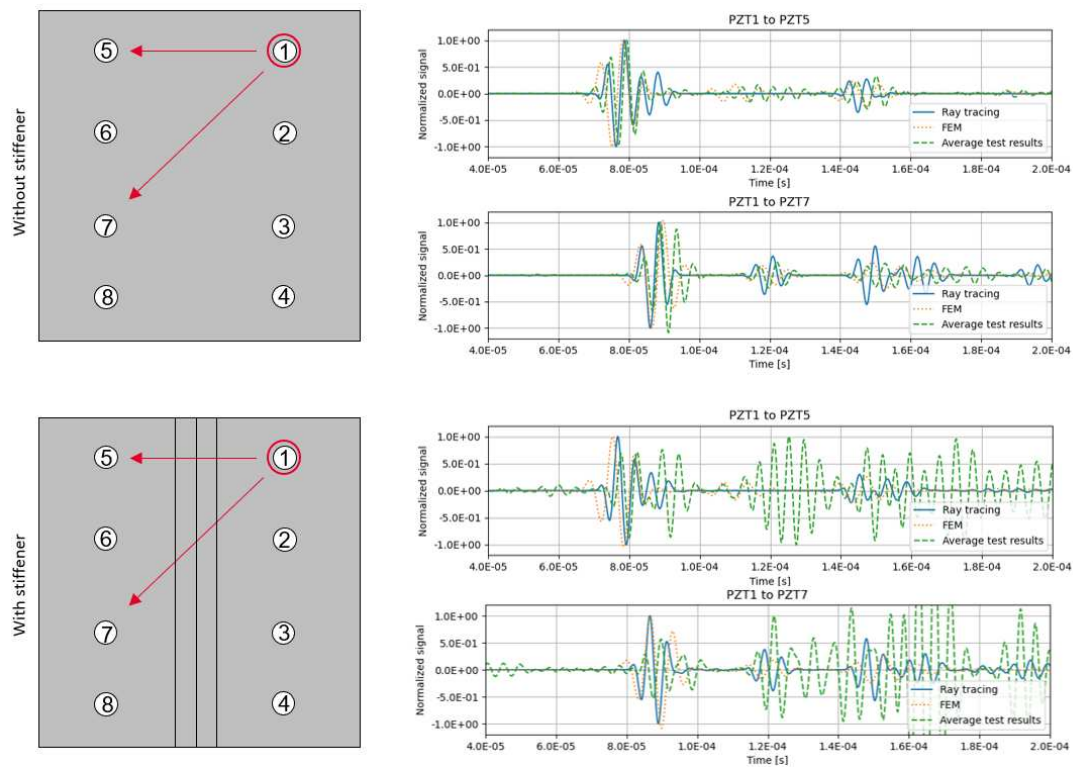 Without stiffener
5 1
6 2
7 3
8 4
PZT1 to PZT5
Normalized signal
1.0E+00
5.0E-01
0.0E+00
-5.0E-01
-1.0E+00
Ray tracing
FEM
Average test results
4.0E-05 6.0E-05 8.0E-05 1.0E-04 1.2E-04 1.4E-04 1.6E-04 1.8E-04 2.0E-04
Time [s]
PZT1 to PZT7
Normalized signal
1.0E+00
5.0E-01
0.0E+00
-5.0E-01
-1.0E+00
Ray tracing
FEM
Average test results
4.0E-05 6.0E-05 8.0E-05 1.0E-04 1.2E-04 1.4E-04 1.6E-04 1.8E-04 2.0E-04
Time [s]
With stiffener
5 1
6 2
7 3
8 4
PZT1 to PZT5
Normalized signal
1.0E+00
5.0E-01
0.0E+00
-5.0E-01
-1.0E+00
Ray tracing
FEM
Average test results
4.0E-05 6.0E-05 8.0E-05 1.0E-04 1.2E-04 1.4E-04 1.6E-04 1.8E-04 2.0E-04
Time [s]
PZT1 to PZT7
Normalized signal
1.0E+00
5.0E-01
0.0E+00
-5.0E-01
-1.0E+00
Ray tracing
FEM
Average test results
4.0E-05 6.0E-05 8.0E-05 1.0E-04 1.2E-04 1.4E-04 1.6E-04 1.8E-04 2.0E-04
Time [s]